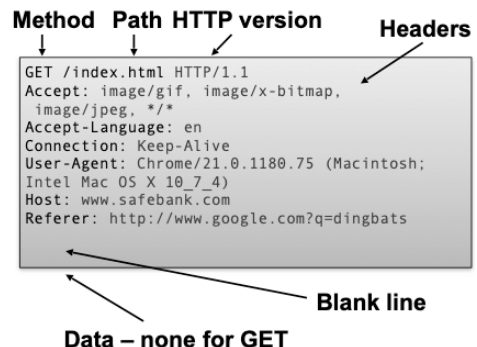 Method Path HTTP version
Headers
GET /index.html HTTP/1.1
Accept: image/gif, image/x-bitmap,
image/jpeg, */*
Accept-Language: en
Connection: Keep-Alive
User-Agent: Chrome/21.0.1180.75 (Macintosh;
Intel Mac OS X 10_7_4)
Host: www.safebank.com
Referer: http://www.google.com?q=dingbats
Blank line
Data – none for GET